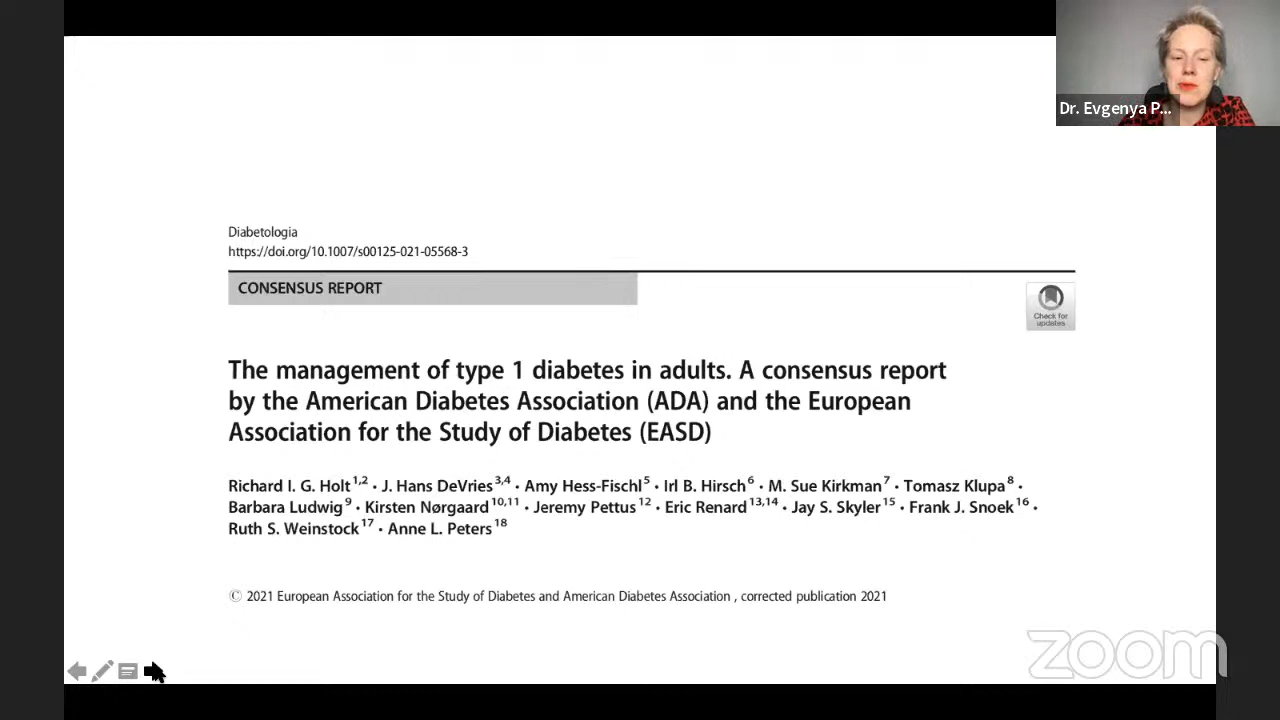 Dr. Evgenya P...
Diabetologia
https://doi.org/10.1007/s00125-021-05568-3
CONSENSUS REPORT
Check for
updates
The management of type 1 diabetes in adults. A consensus report
by the American Diabetes Association (ADA) and the European
Association for the Study of Diabetes (EASD)
Richard I. G. Holt 1,2 • J. Hans DeVries 3,4 • Amy Hess-Fischl 5 • Irl B. Hirsch 6 • M. Sue Kirkman 7 • Tomasz Klupa 8 •
Barbara Ludwig 9 • Kirsten Nørgaard 10,11 • Jeremy Pettus 12 • Eric Renard 13,14 • Jay S. Skyler 15 • Frank J. Snoek 16 •
Ruth S. Weinstock 17 • Anne L. Peters 18
© 2021 European Association for the Study of Diabetes and American Diabetes Association , corrected publication 2021
zoom